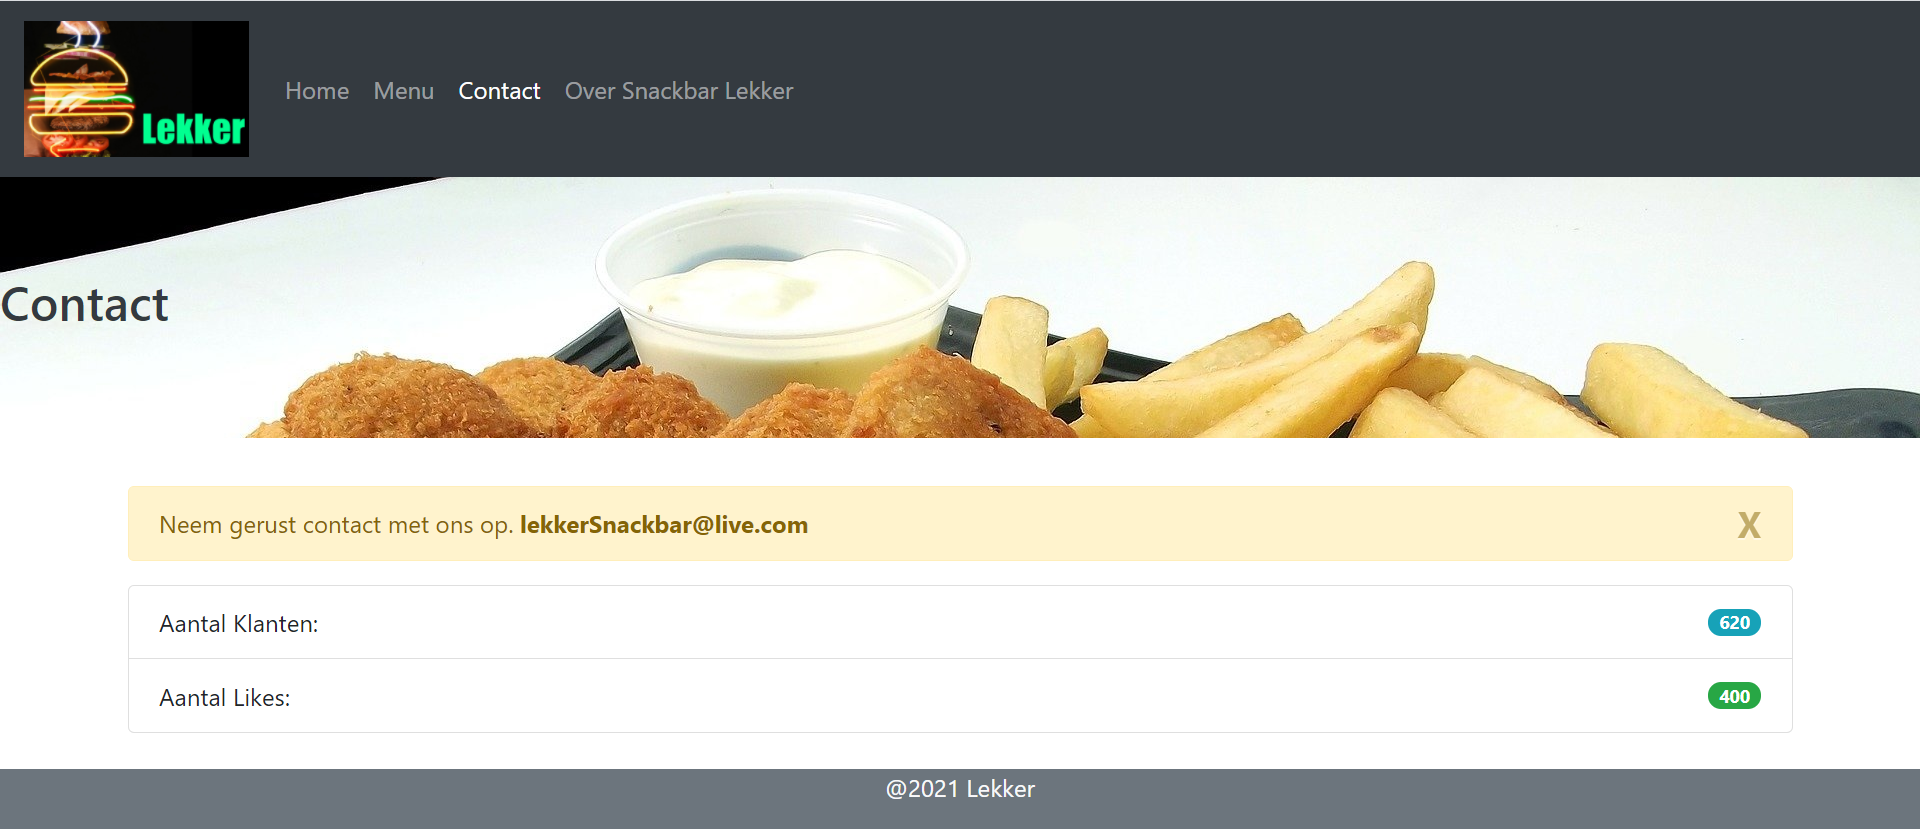 Lekker
Home Menu Contact Over Snackbar Lekker
Contact
Neem gerust contact met ons op. lekkerSnackbar@live.com X
Aantal Klanten: 620
Aantal Likes: 400
@2021 Lekker